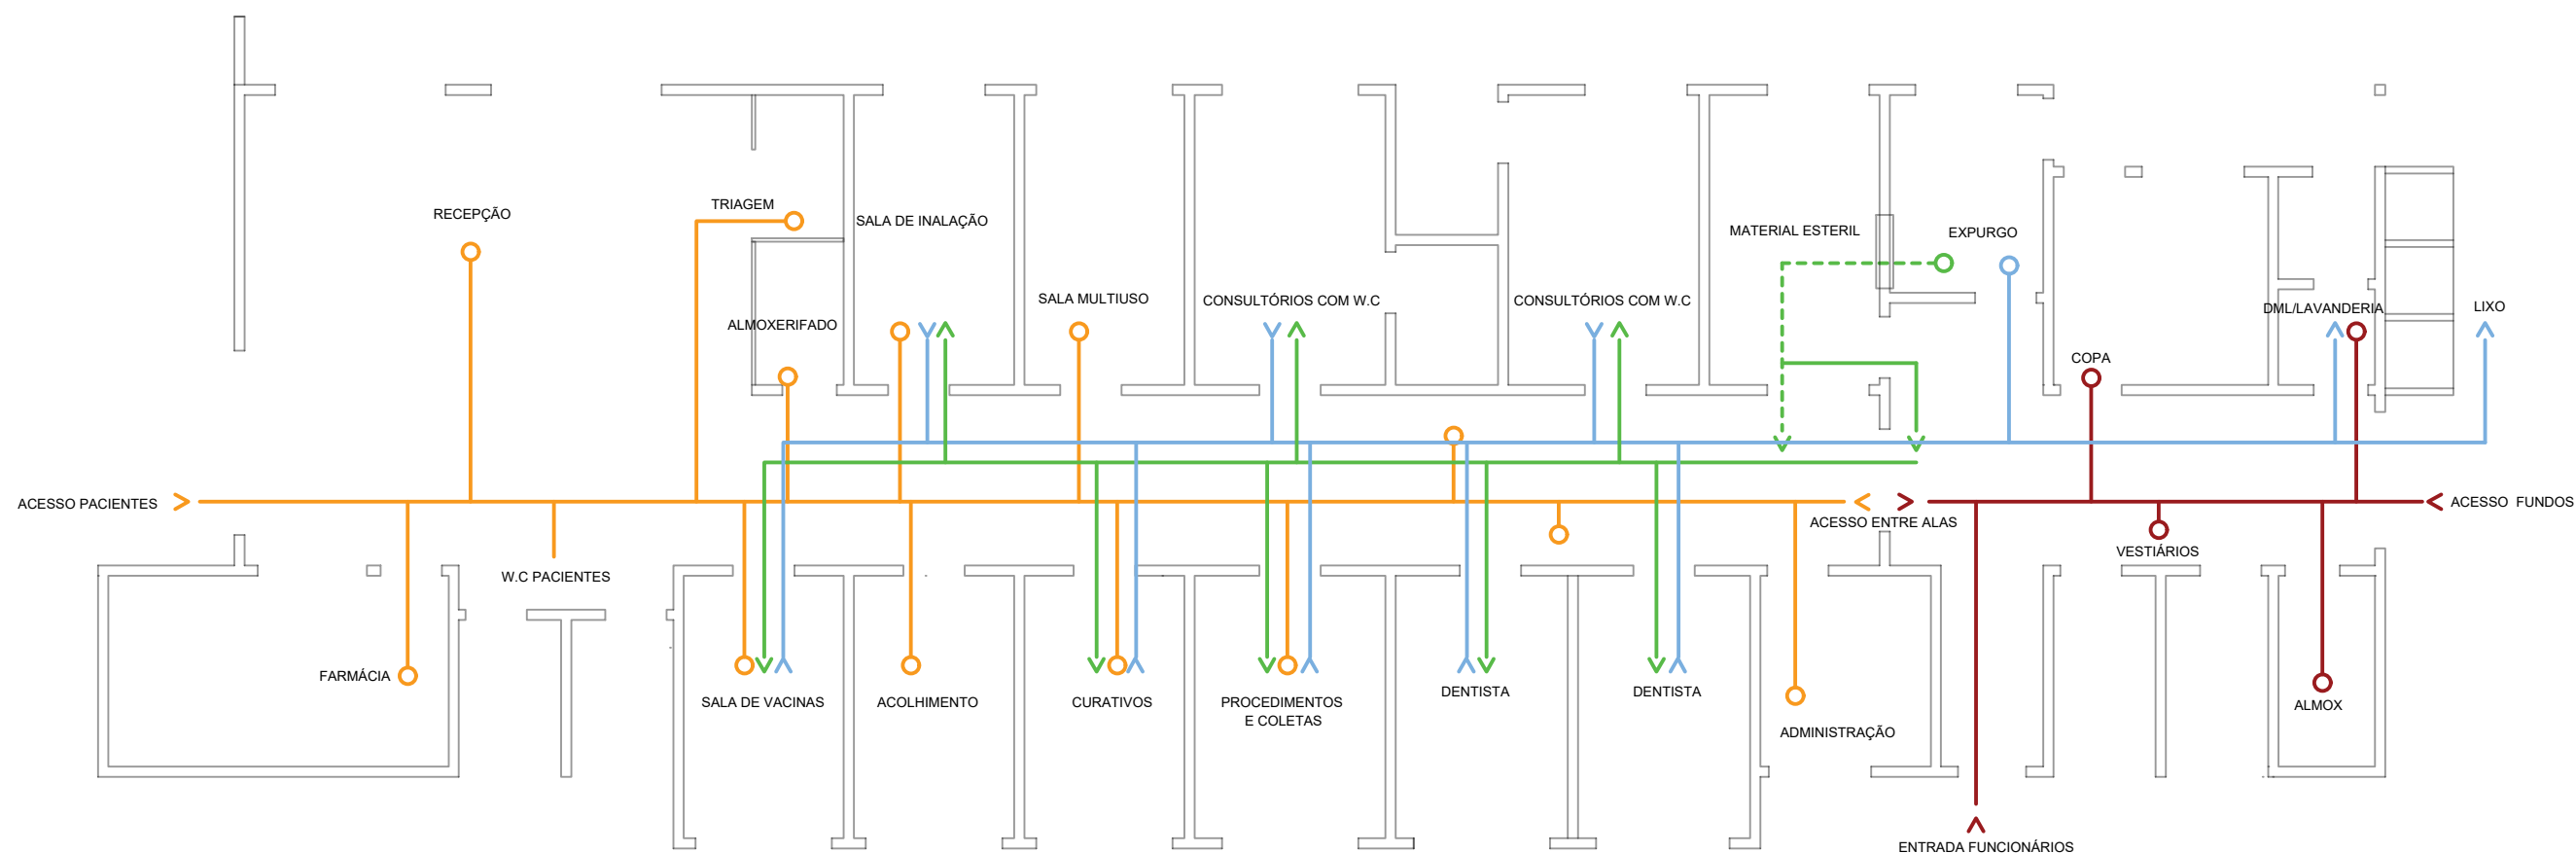 RECEPÇÃO
TRIAGEM
SALA DE INALAÇÃO
MATERIAL ESTERIL
EXPURGO
SALA MULTIUSO
CONSULTÓRIOS COM W.C
CONSULTÓRIOS COM W.C
ALMOXERIFADO
DML/LAVANDERIA
LIXO
COPA
ACESSO PACIENTES
ACESSO ENTRE ALAS
ACESSO FUNDOS
VESTIÁRIOS
W.C PACIENTES
FARMÁCIA
SALA DE VACINAS
ACOLHIMENTO
CURATIVOS
PROCEDIMENTOS
E COLETAS
DENTISTA
DENTISTA
ADMINISTRAÇÃO
ALMOX
ENTRADA FUNCIONÁRIOS